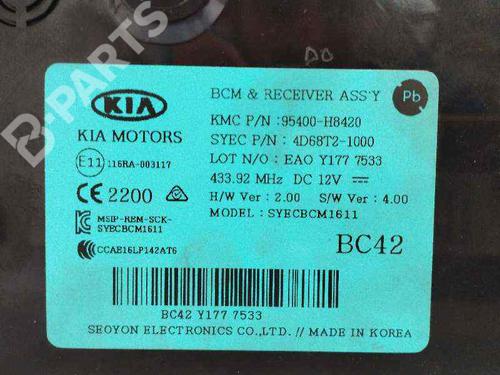 B-PARTS
BCM & RECEIVER ASS'Y
Pb
KIA
KMC P/N : 95400-H8420
KIA MOTORS
SYEC P/N : 4D68T2-1000
E11 116RA-003117
LOT N/O : EAO Y177 7533
433.92 MHz DC 12V
CE 2200
H/W Ver : 2.00 S/W Ver : 4.00
MSIP-REM-SCK-
SYECBCM1611
MODEL : SYECBCM1611
CCAE16LP142AT6
BC42
BC42 Y177 7533
SEOYON ELECTRONICS CO., LTD. // MADE IN KOREA